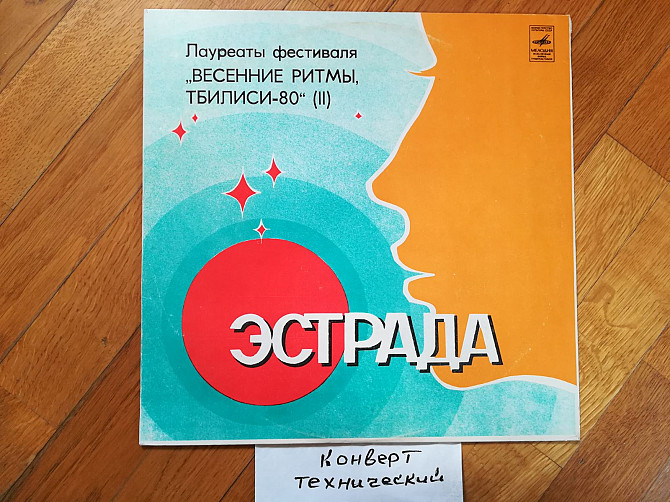 Лауреаты фестиваля
„ВЕСЕННИЕ РИТМЫ,
ТБИЛИСИ-80“ (II)
МЕЛОДИЯ
ЭСТРАДА
Конверт
технический